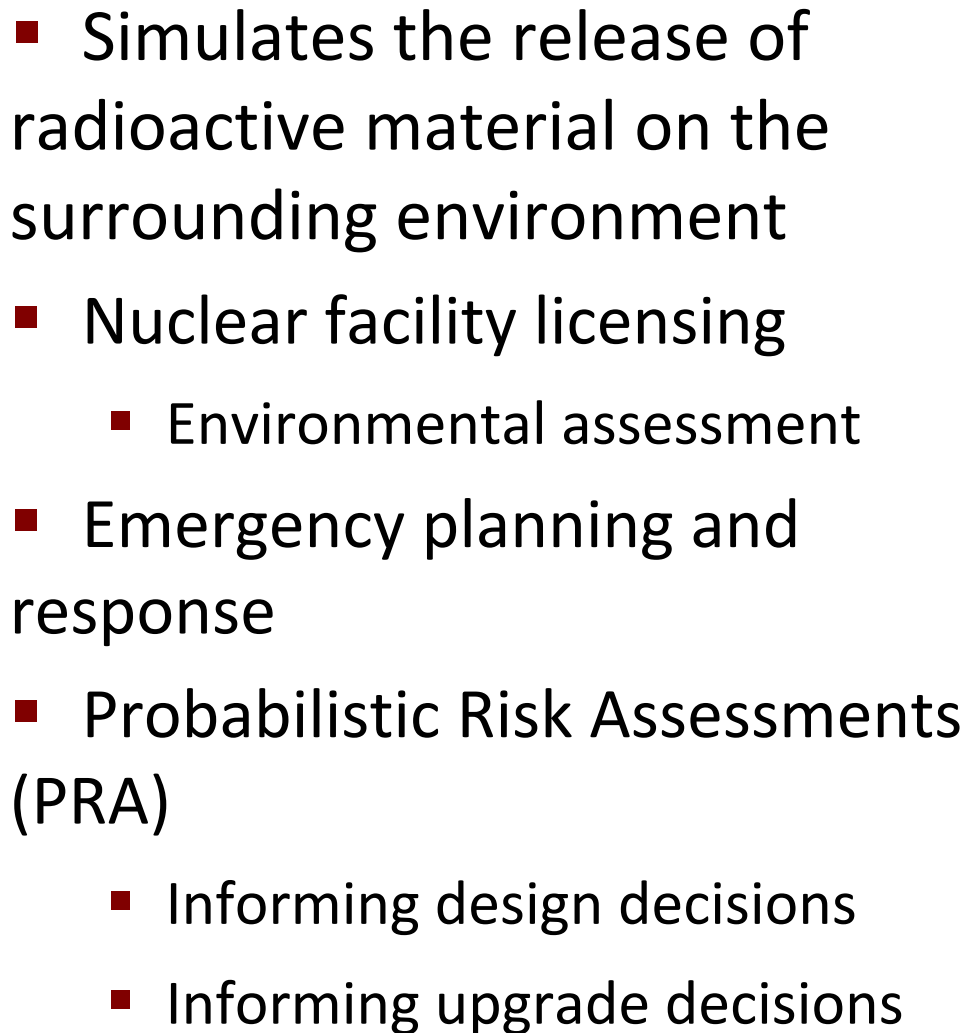 ▪ Simulates the release of
radioactive material on the
surrounding environment
▪ Nuclear facility licensing
▪ Environmental assessment
▪ Emergency planning and
response
▪ Probabilistic Risk Assessments
(PRA)
▪ Informing design decisions
▪ Informing upgrade decisions